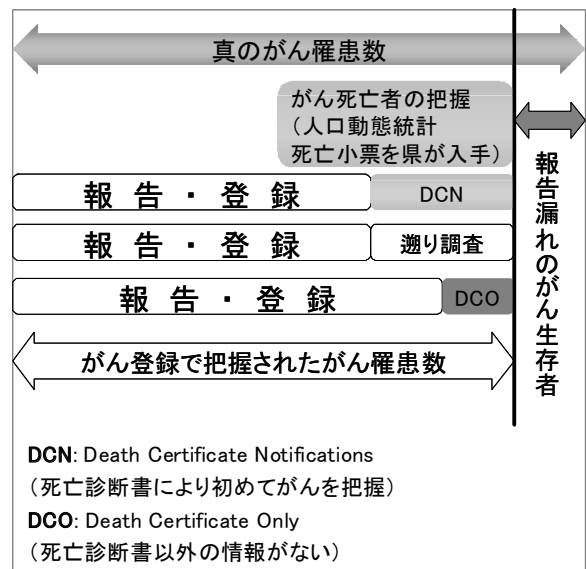 真のがん罹患数
がん死亡者の把握
（人口動態統計
死亡小票を県が入手）
報告・登録
DCN
報告・登録
遡り調査
報告・登録
DCO
がん登録で把握されたがん罹患数
報告漏れのがん生存者
DCN: Death Certificate Notifications
（死亡診断書により初めてがんを把握）
DCO: Death Certificate Only
（死亡診断書以外の情報がない）